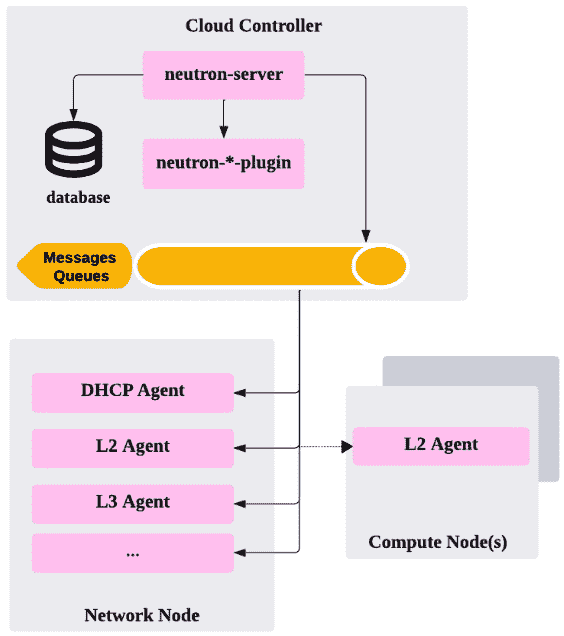 Cloud Controller
neutron-server
neutron-*-plugin
database
Messages
Queues
DHCP Agent
L2 Agent
L3 Agent
...
Network Node
L2 Agent
Compute Node(s)